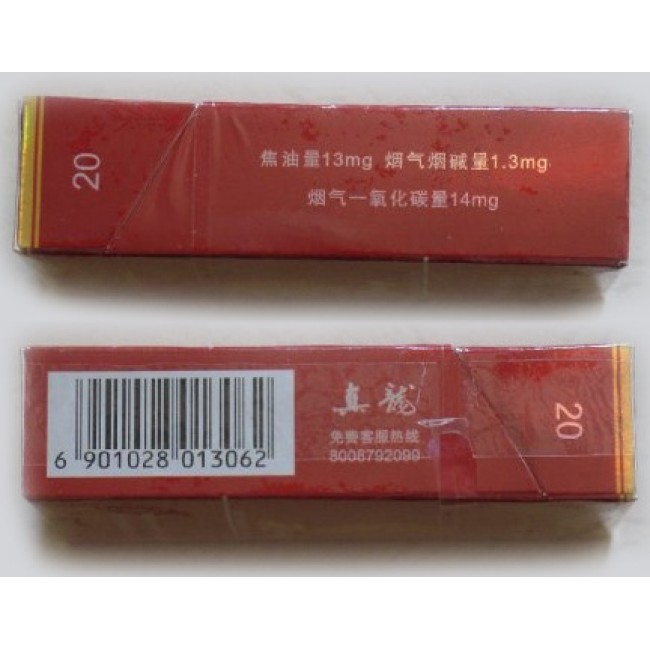 20
焦油量13mg 烟气烟碱量1.3mg
烟气一氧化碳量14mg
真龙
免费客服热线
8008792099
6 901028 013062
20